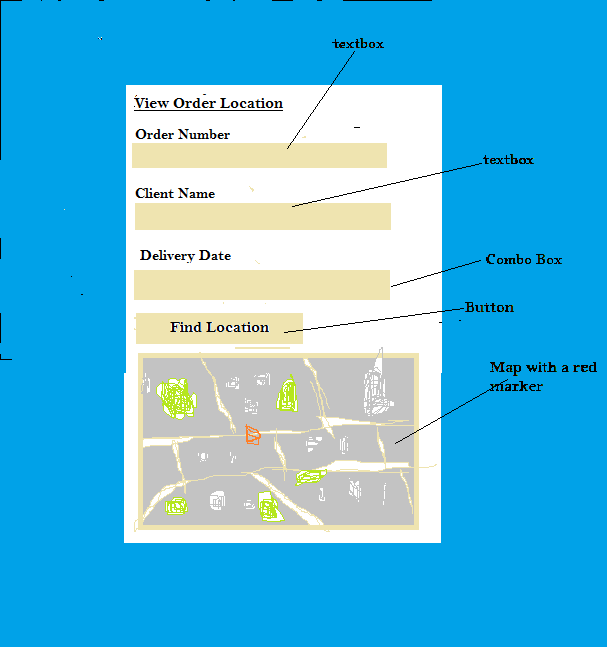 textbox
View Order Location
Order Number
textbox
Client Name
Delivery Date
Combo Box
Button
Find Location
Map with a red
marker